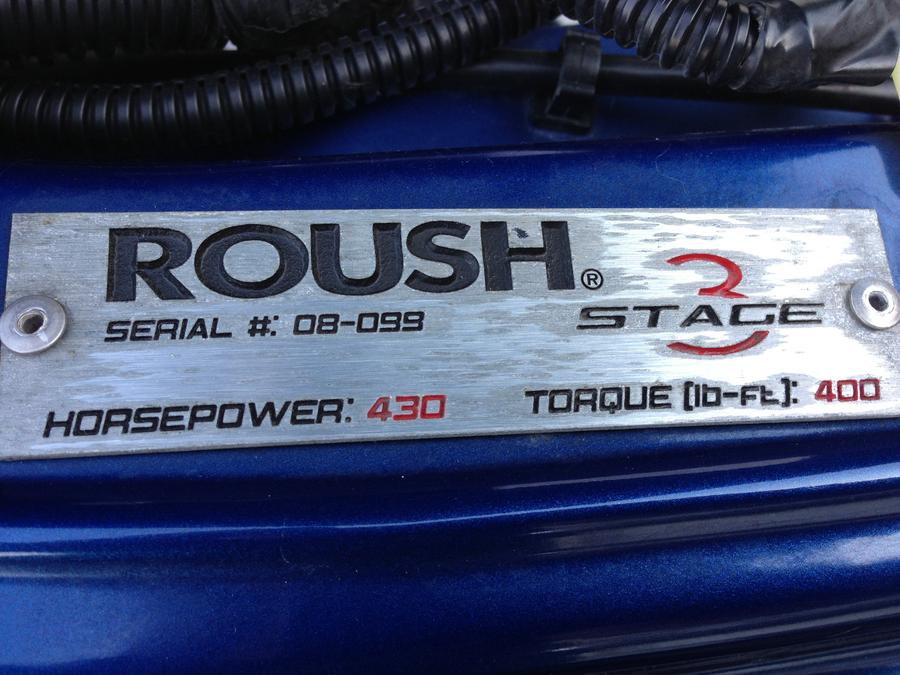 ROUSH®
SERIAL #: 08-099
3
STAGE
HORSEPOWER: 430
TORQUE (lb-ft): 400